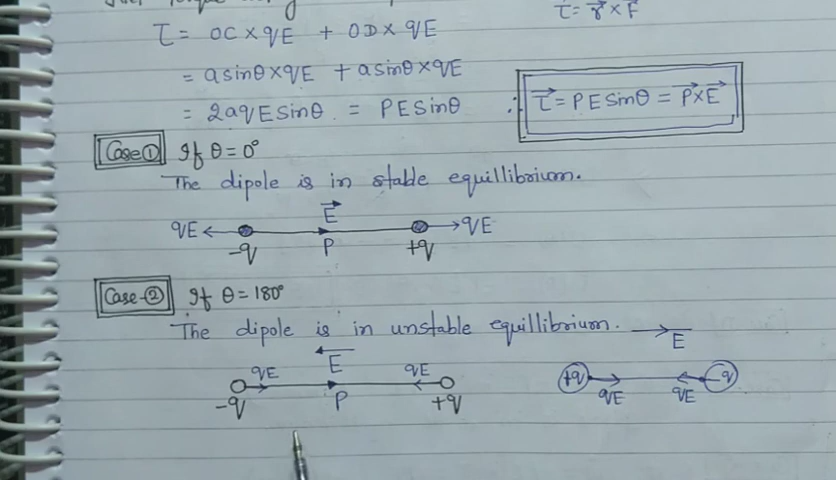 τ = r⃗ × F⃗
τ = OC × qE + OD × qE
= a sinθ × qE + a sinθ × qE
= 2aqE sinθ = PE sinθ ∴ τ⃗ = PE sinθ = P⃗×E⃗
Case① If θ = 0°
The dipole is in stable equillibrium.
E⃗
qE qE
-q P +q
Case-② If θ = 180°
The dipole is in unstable equillibrium. → E
E
qE qE +q -q
-q P +q qE qE